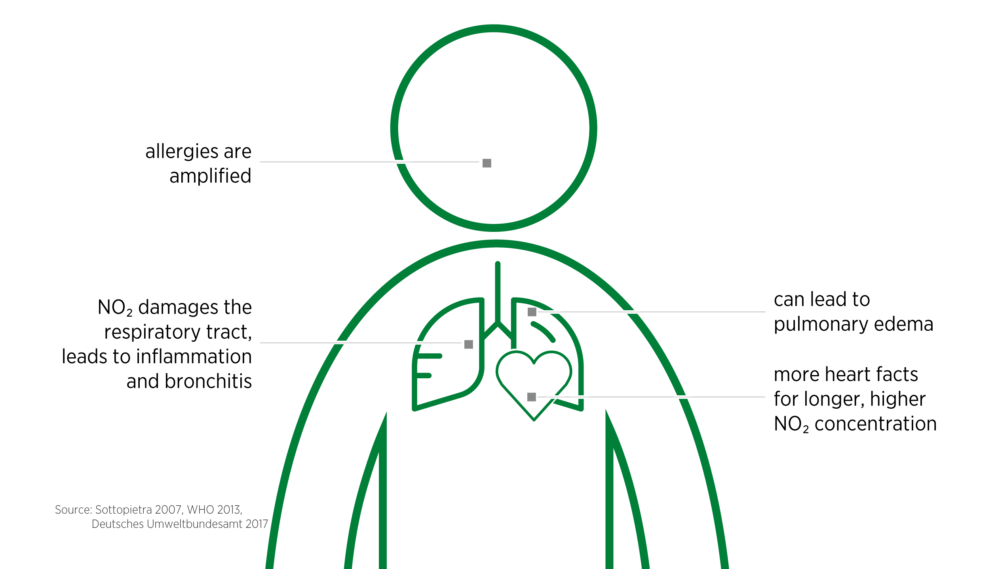 allergies are
amplified
NO₂ damages the
respiratory tract,
leads to inflammation
and bronchitis
can lead to
pulmonary edema
more heart facts
for longer, higher
NO₂ concentration
Source: Sottopietra 2007, WHO 2013,
Deutsches Umweltbundesamt 2017